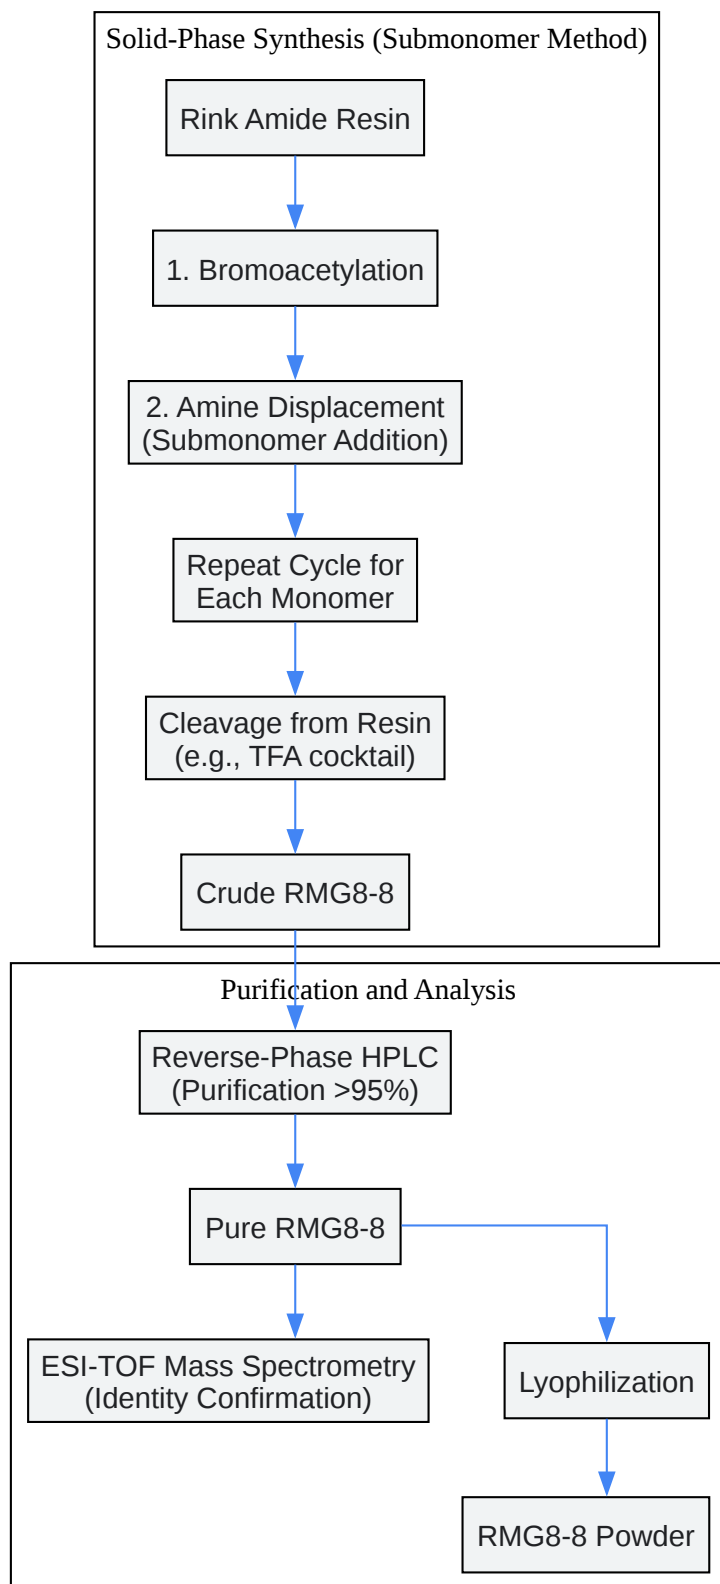 Solid-Phase Synthesis (Submonomer Method)
Rink Amide Resin
1. Bromoacetylation
2. Amine Displacement
(Submonomer Addition)
Repeat Cycle for
Each Monomer
Cleavage from Resin
(e.g., TFA cocktail)
Crude RMG8-8
Purification and Analysis
Reverse-Phase HPLC
(Purification >95%)
Pure RMG8-8
ESI-TOF Mass Spectrometry
(Identity Confirmation)
Lyophilization
RMG8-8 Powder